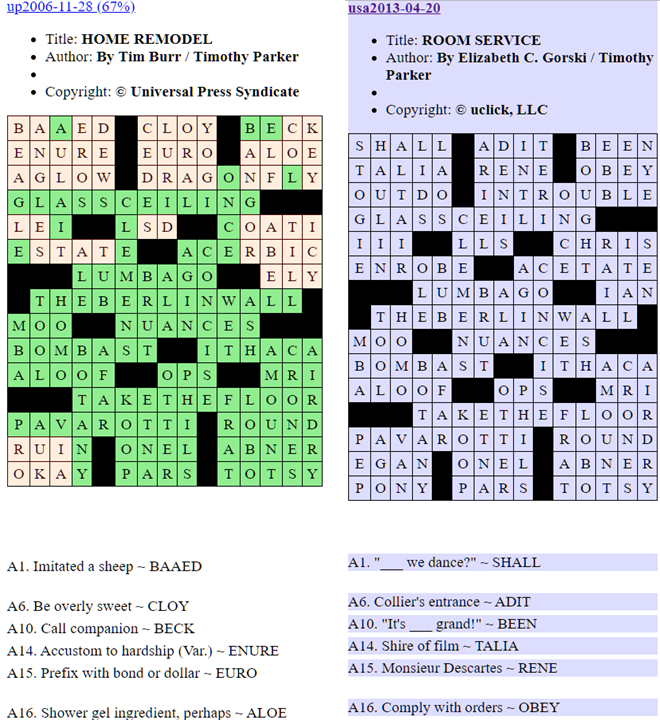 up2006-11-28 (67%)
• Title: HOME REMODEL
• Author: By Tim Burr / Timothy Parker
•
• Copyright: © Universal Press Syndicate
B A A E D C L O Y B E C K
E N U R E E U R O A L O E
A G L O W D R A G O N F L Y
G L A S S C E I L I N G
L E I L S D C O A T I
E S T A T E A C E R B I C
L U M B A G O E L Y
T H E B E R L I N W A L L
M O O N U A N C E S
B O M B A S T I T H A C A
A L O O F O P S M R I
T A K E T H E F L O O R
P A V A R O T T I R O U N D
R U I N O N E L A B N E R
O K A Y P A R S T O T S Y
A1. Imitated a sheep ~ BAAED
A6. Be overly sweet ~ CLOY
A10. Call companion ~ BECK
A14. Accustom to hardship (Var.) ~ ENURE
A15. Prefix with bond or dollar ~ EURO
A16. Shower gel ingredient, perhaps ~ ALOE
usa2013-04-20
• Title: ROOM SERVICE
• Author: By Elizabeth C. Gorski / Timothy
Parker
•
• Copyright: © uclick, LLC
S H A L L A D I T B E E N
T A L I A R E N E O B E Y
O U T D O I N T R O U B L E
G L A S S C E I L I N G
I I I L L S C H R I S
E N R O B E A C E T A T E
L U M B A G O I A N
T H E B E R L I N W A L L
M O O N U A N C E S
B O M B A S T I T H A C A
A L O O F O P S M R I
T A K E T H E F L O O R
P A V A R O T T I R O U N D
E G A N O N E L A B N E R
P O N Y P A R S T O T S Y
A1. "___ we dance?" ~ SHALL
A6. Collier's entrance ~ ADIT
A10. "It's ___ grand!" ~ BEEN
A14. Shire of film ~ TALIA
A15. Monsieur Descartes ~ RENE
A16. Comply with orders ~ OBEY